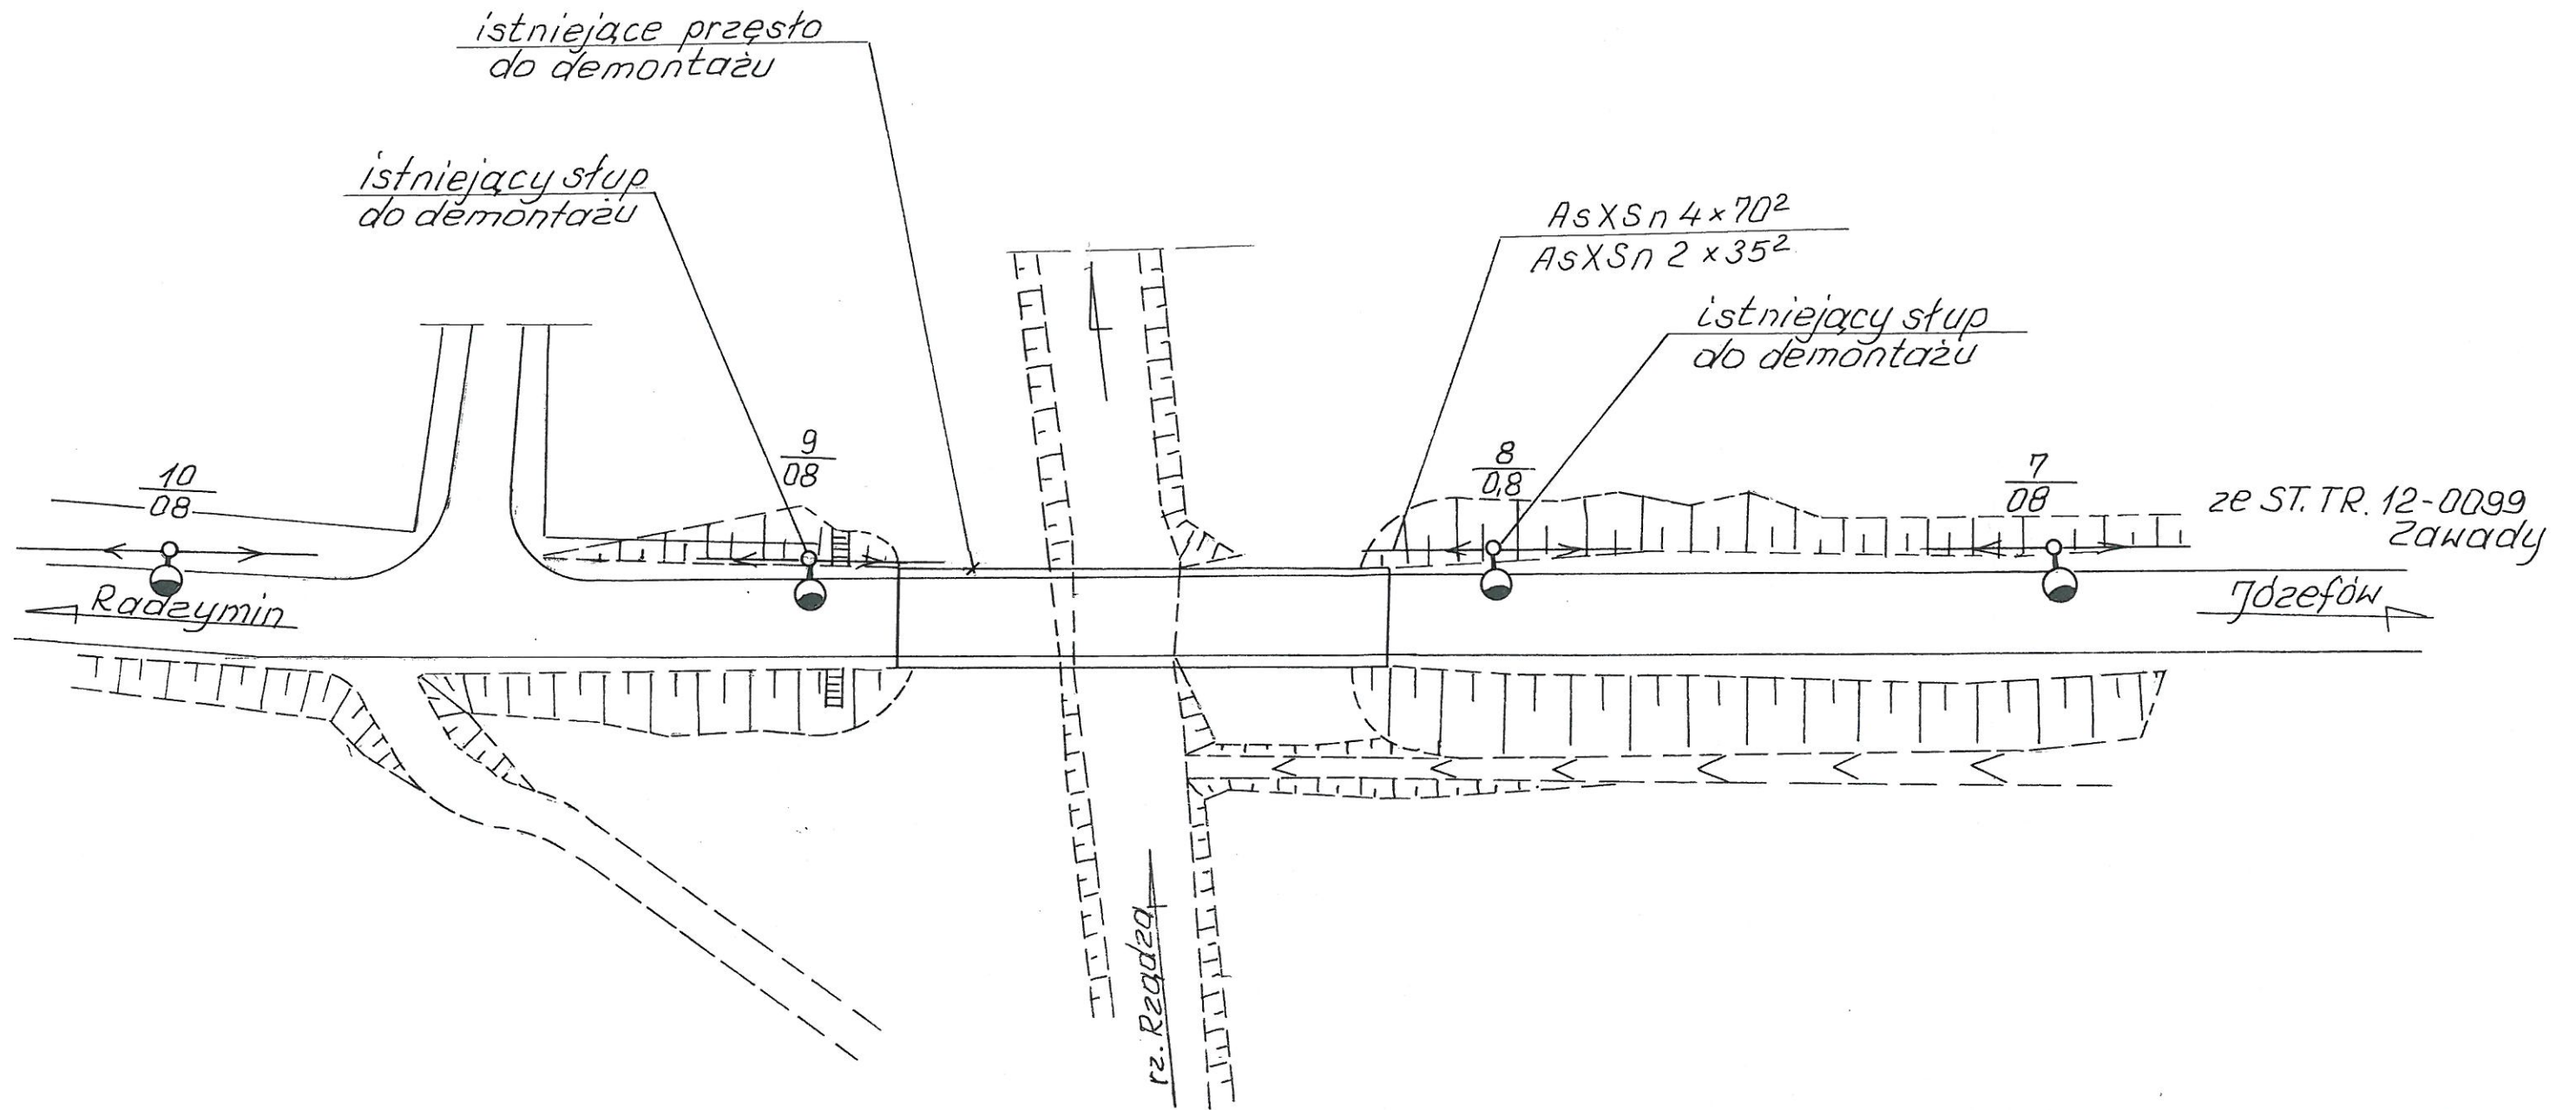 istniejące przęsło
do demontażu
istniejący słup
do demontażu
AsXSn 4×70²
AsXSn 2×35²
istniejący słup
do demontażu
10
08
9
08
8
0,8
7
08
ze ST. TR. 12-0099
Zawady
Radzymin
Józefów
rz. Rządza